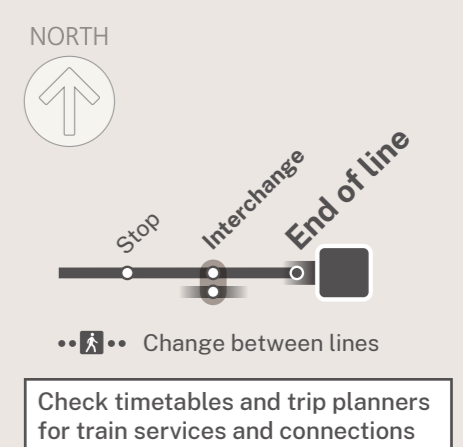 NORTH
Stop
Interchange
End of line
Change between lines
Check timetables and trip planners
for train services and connections